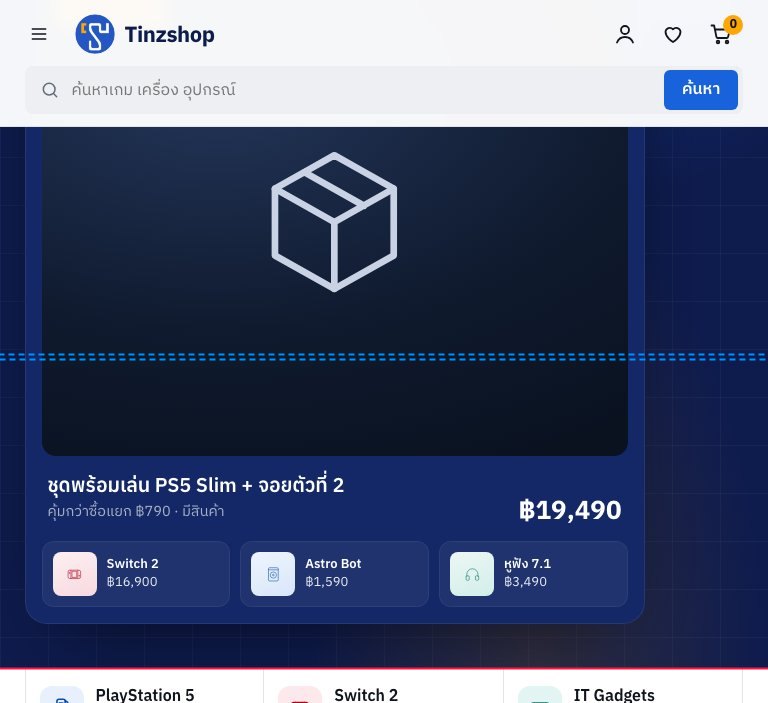 Tinzshop
0
ค้นหาเกม เครื่อง อุปกรณ์
ค้นหา
ชุดพร้อมเล่น PS5 Slim + จอยตัวที่ 2
คุ้มกว่าซื้อแยก ฿790 · มีสินค้า
฿19,490
Switch 2
฿16,900
Astro Bot
฿1,590
หูฟัง 7.1
฿3,490
PlayStation 5
Switch 2
IT Gadgets